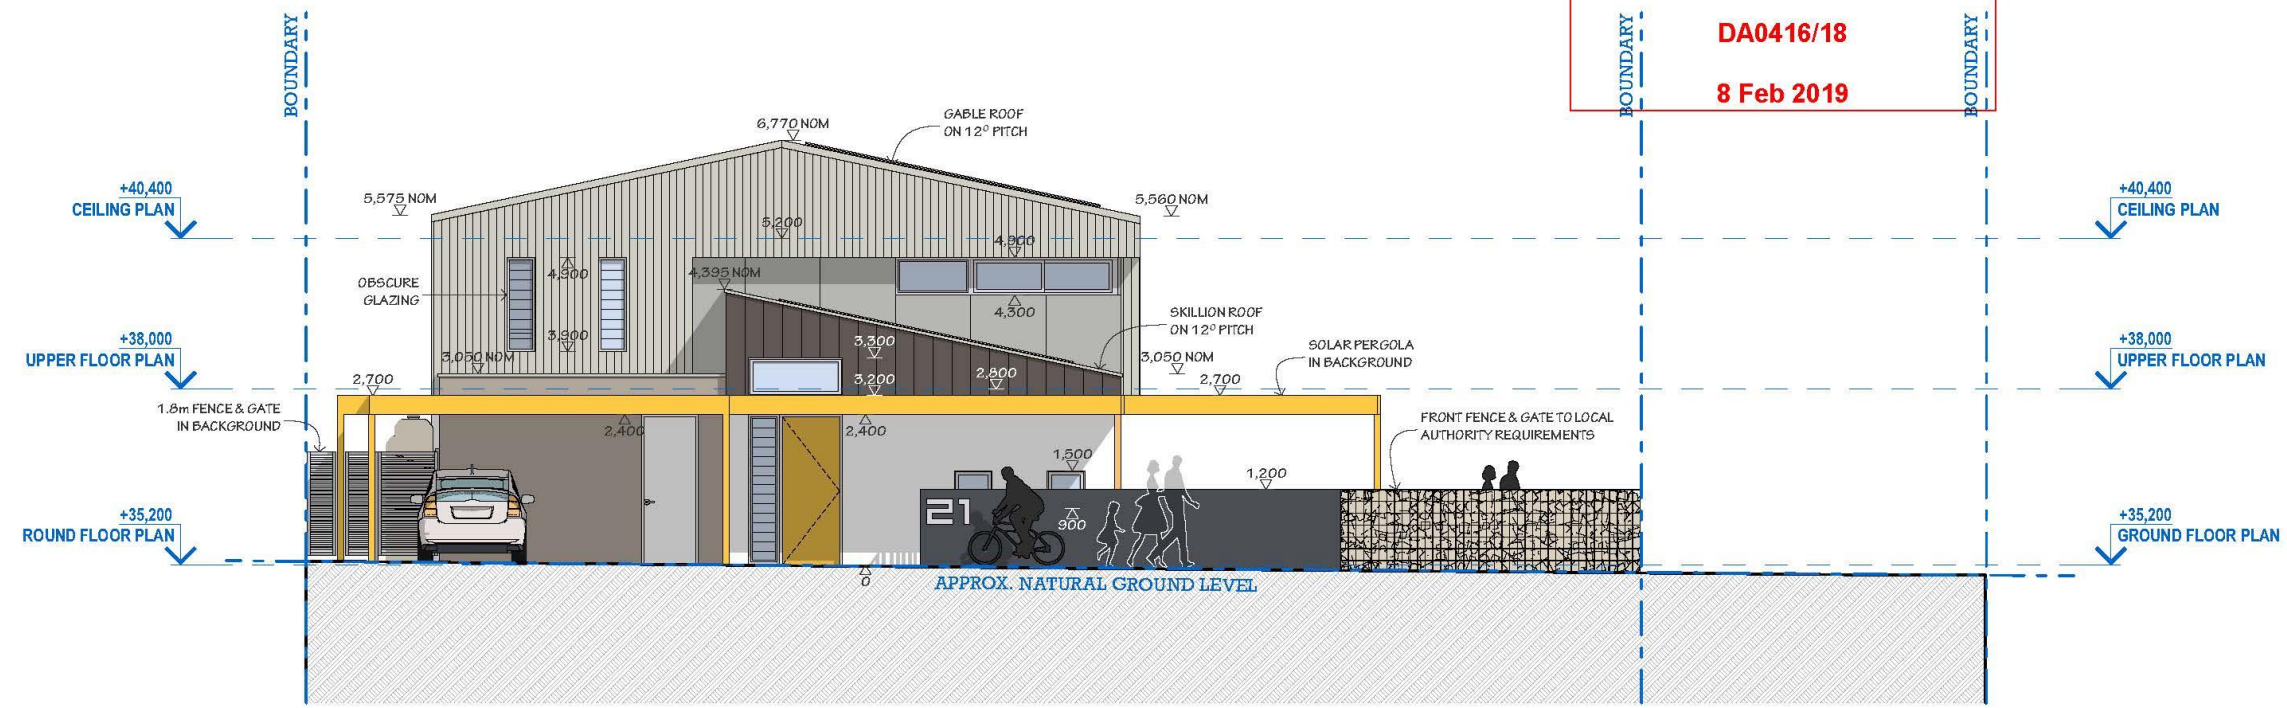 BOUNDARY
BOUNDARY
BOUNDARY
DA0416/18
8 Feb 2019
6,770 NOM
GABLE ROOF
ON 12° PITCH
5,575 NOM
5,560 NOM
+40,400
CEILING PLAN
+40,400
CEILING PLAN
5,200
4,900
4,900
4,395 NOM
OBSCURE
GLAZING
4,300
SKILLION ROOF
ON 12° PITCH
3,900
3,300
+38,000
UPPER FLOOR PLAN
+38,000
UPPER FLOOR PLAN
3,050 NOM
3,050 NOM
SOLAR PERGOLA
IN BACKGROUND
2,700
3,200
2,800
2,700
1.8m FENCE & GATE
IN BACKGROUND
2,400
2,400
FRONT FENCE & GATE TO LOCAL
AUTHORITY REQUIREMENTS
1,500
1,200
+35,200
ROUND FLOOR PLAN
21
900
+35,200
GROUND FLOOR PLAN
0
APPROX. NATURAL GROUND LEVEL